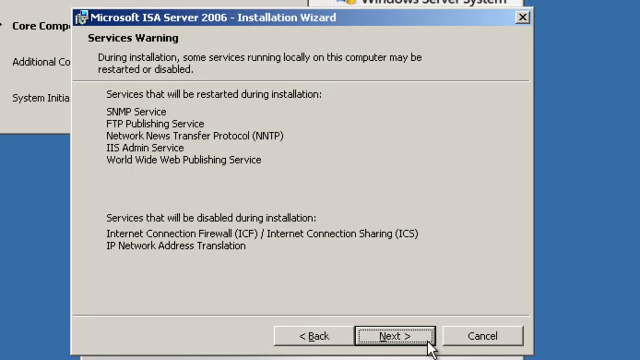 Windows Server System
Microsoft ISA Server 2006 - Installation Wizard
Core Comp
Services Warning
During installation, some services running locally on this computer may be
restarted or disabled.
Additional Co
Services that will be restarted during installation:
System Initia
SNMP Service
FTP Publishing Service
Network News Transfer Protocol (NNTP)
IIS Admin Service
World Wide Web Publishing Service
Services that will be disabled during installation:
Internet Connection Firewall (ICF) / Internet Connection Sharing (ICS)
IP Network Address Translation
< Back
Next >
Cancel